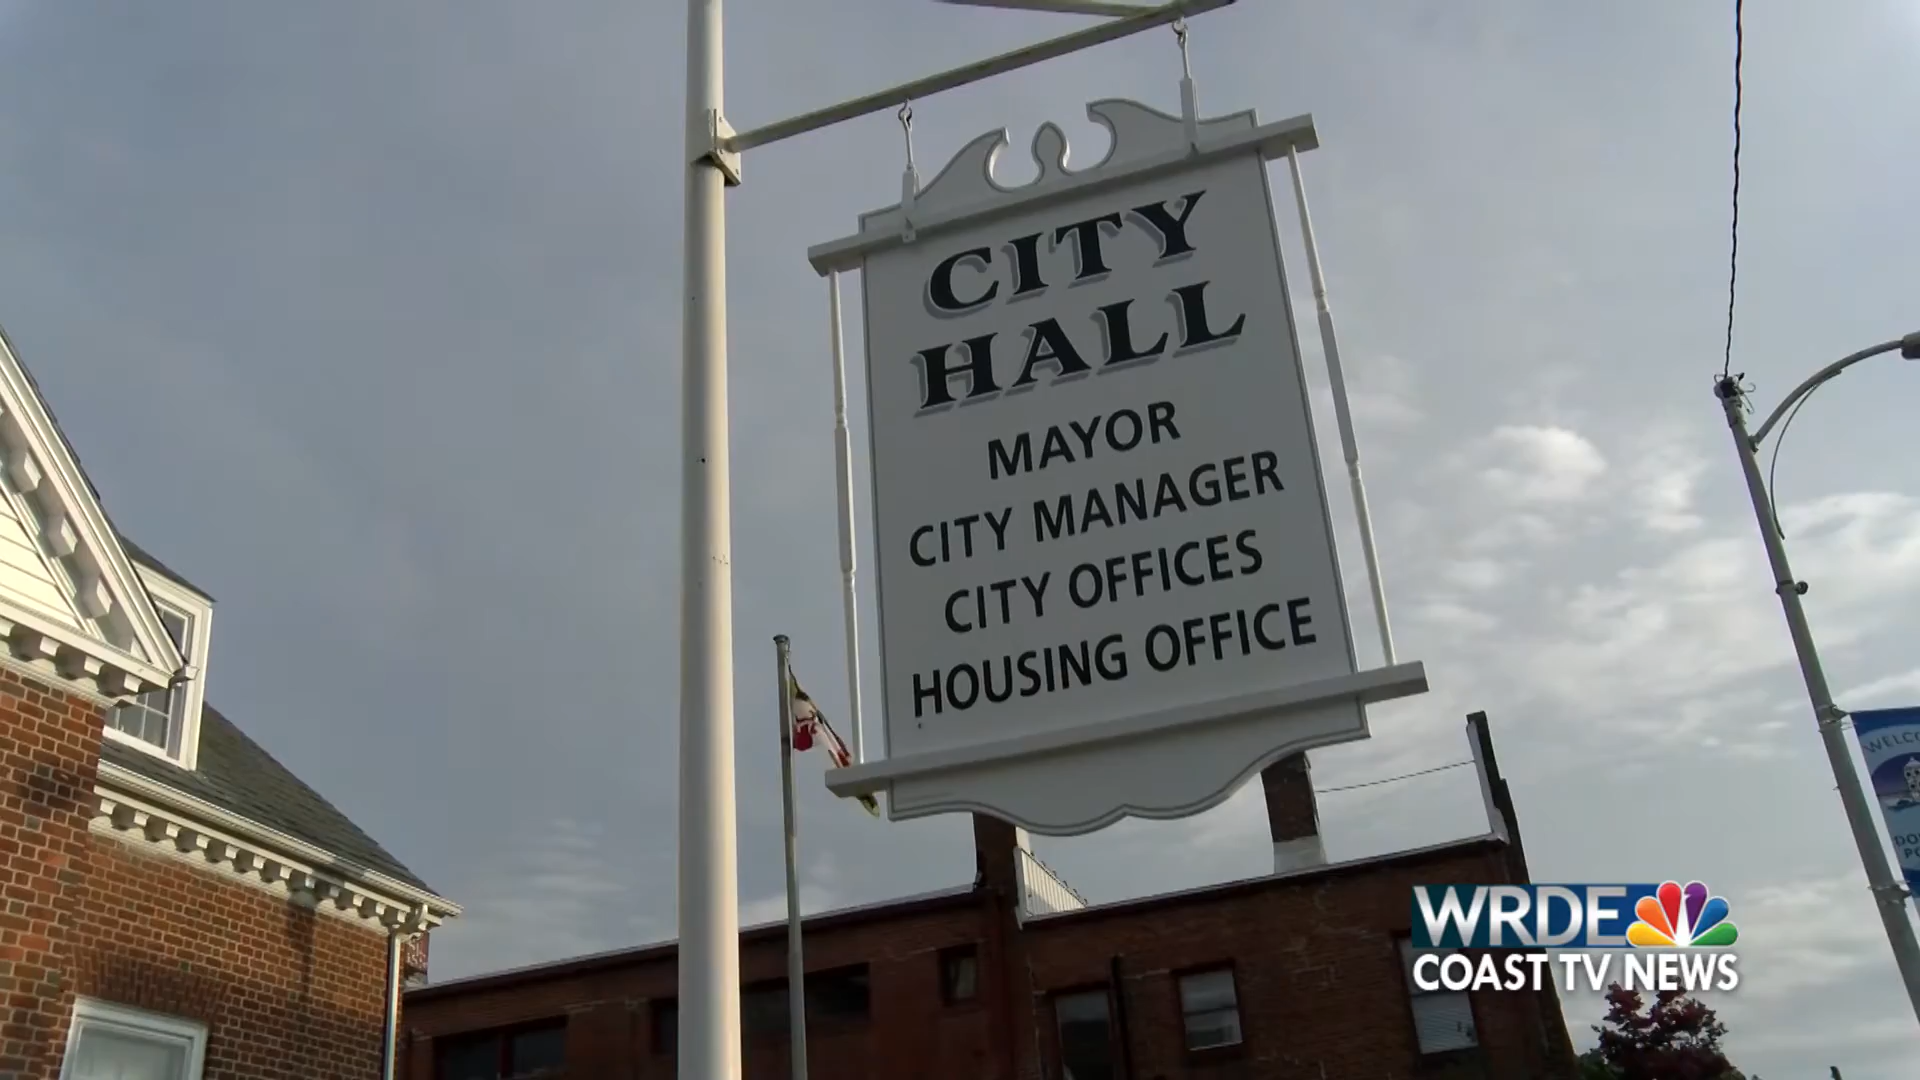 CITY
HALL
MAYOR
CITY MANAGER
CITY OFFICES
HOUSING OFFICE
WRDE
COAST TV NEWS